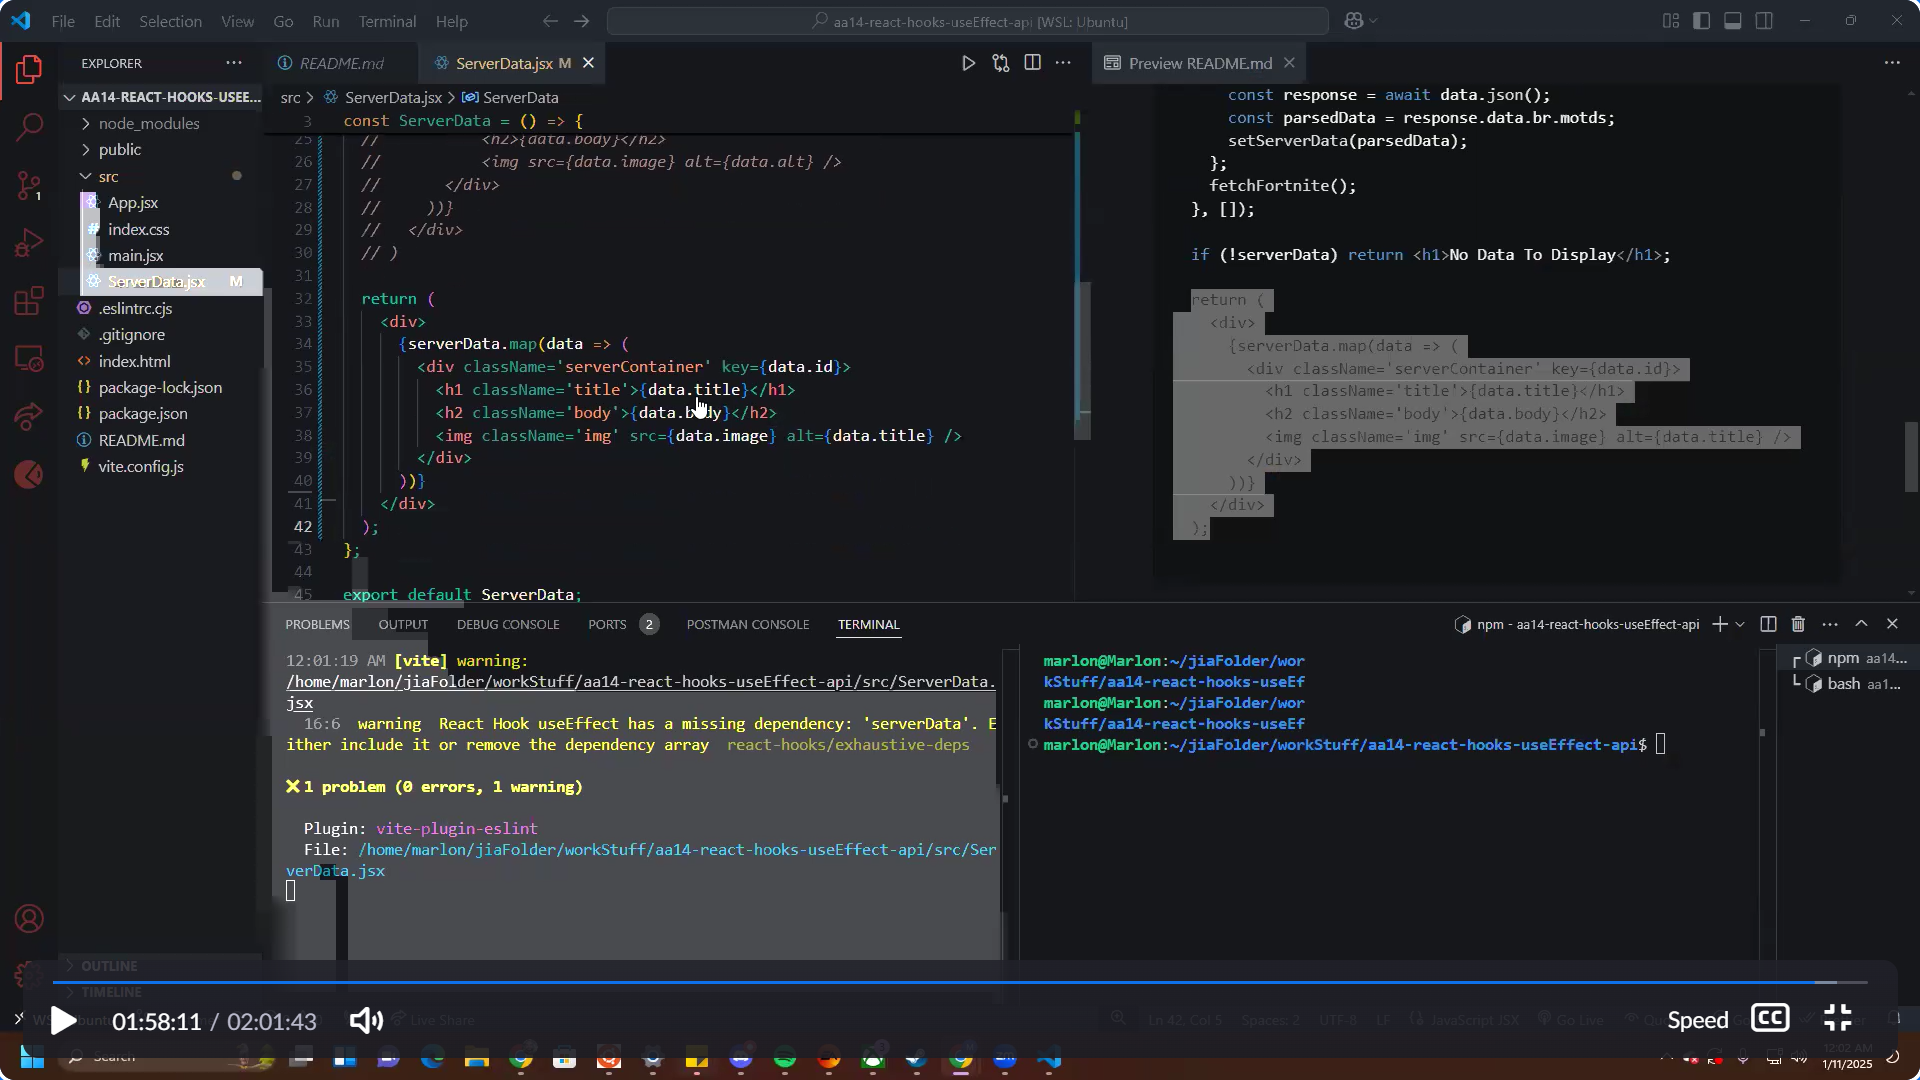 File Edit Selection View Go Run Terminal Help
aa14-react-hooks-useEffect-api [WSL: Ubuntu]
EXPLORER
README.md
ServerData.jsx M
Preview README.md
AA14-REACT-HOOKS-USEE...
node_modules
public
src
App.jsx
index.css
main.jsx
ServerData.jsx M
.eslintrc.cjs
.gitignore
index.html
package-lock.json
package.json
README.md
vite.config.js
OUTLINE
TIMELINE
1
src > ServerData.jsx > ServerData
3 const ServerData = () => {
25 // <h2>{data.body}</h2>
26 // <img src={data.image} alt={data.alt} />
27 // </div>
28 // ))}
29 // </div>
30 // )
31
32 return (
33 <div>
34 {serverData.map(data => (
35 <div className='serverContainer' key={data.id}>
36 <h1 className='title'>{data.title}</h1>
37 <h2 className='body'>{data.body}</h2>
38 <img className='img' src={data.image} alt={data.title} />
39 </div>
40 ))}
41 </div>
42 );
43 };
44
45 export default ServerData;
const response = await data.json();
const parsedData = response.data.br.motds;
setServerData(parsedData);
};
fetchFortnite();
}, []);
if (!serverData) return <h1>No Data To Display</h1>;
return (
<div>
{serverData.map(data => (
<div className='serverContainer' key={data.id}>
<h1 className='title'>{data.title}</h1>
<h2 className='body'>{data.body}</h2>
<img className='img' src={data.image} alt={data.title} />
</div>
))}
</div>
);
PROBLEMS OUTPUT DEBUG CONSOLE PORTS 2 POSTMAN CONSOLE TERMINAL
npm - aa14-react-hooks-useEffect-api
12:01:19 AM [vite] warning:
/home/marlon/jiaFolder/workStuff/aa14-react-hooks-useEffect-api/src/ServerData.
jsx
16:6 warning React Hook useEffect has a missing dependency: 'serverData'. E
ither include it or remove the dependency array react-hooks/exhaustive-deps
✖ 1 problem (0 errors, 1 warning)
Plugin: vite-plugin-eslint
File: /home/marlon/jiaFolder/workStuff/aa14-react-hooks-useEffect-api/src/Ser
verData.jsx
marlon@Marlon:~/jiaFolder/wor
kStuff/aa14-react-hooks-useEf
marlon@Marlon:~/jiaFolder/wor
kStuff/aa14-react-hooks-useEf
marlon@Marlon:~/jiaFolder/workStuff/aa14-react-hooks-useEffect-api$
npm aa14...
bash aa1...
01:58:11 / 02:01:43
Live Share
Ln 42, Col 5 Spaces: 2 UTF-8 LF JavaScript JSX Go Live
Speed CC
Search
12:02 AM
1/11/2025